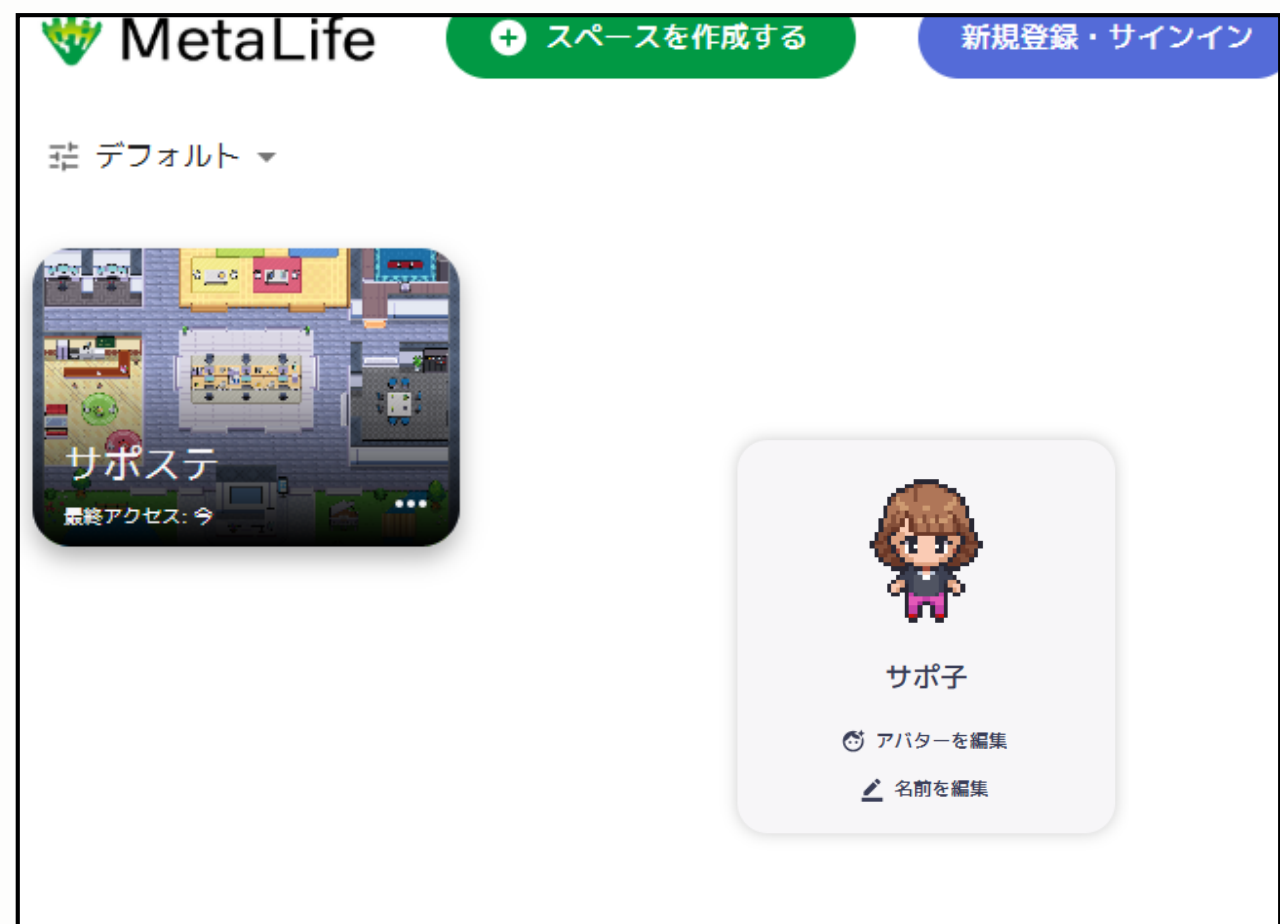 MetaLife
スペースを作成する
新規登録・サインイン
デフォルト
サポステ
最終アクセス: 今
サポ子
アバターを編集
名前を編集